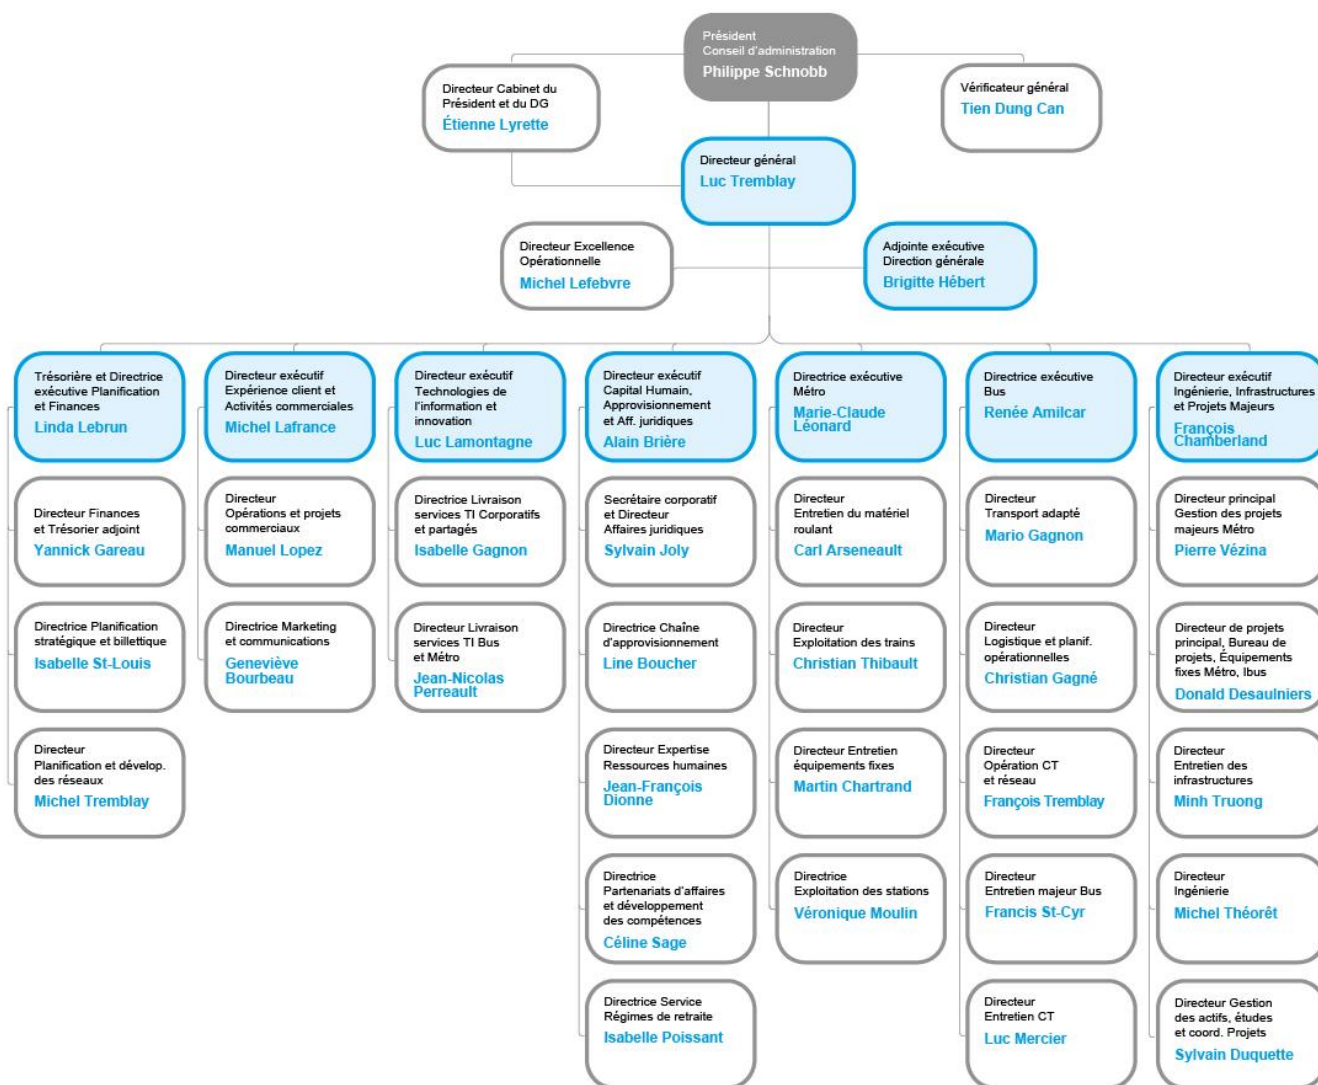 Président
Conseil d'administration
Philippe Schnobb
Directeur Cabinet du
Président et du DG
Étienne Lyrette
Vérificateur général
Tien Dung Can
Directeur général
Luc Tremblay
Directeur Excellence
Opérationnelle
Michel Lefebvre
Adjointe exécutive
Direction générale
Brigitte Hébert
Trésorière et Directrice
exécutive Planification
et Finances
Linda Lebrun
Directeur exécutif
Expérience client et
Activités commerciales
Michel Lafrance
Directeur exécutif
Technologies de
l'information et
innovation
Luc Lamontagne
Directeur exécutif
Capital Humain,
Approvisionnement
et Aff. juridiques
Alain Brière
Directrice exécutive
Métro
Marie-Claude
Léonard
Directrice exécutive
Bus
Renée Amilcar
Directeur exécutif
Ingénierie, Infrastructures
et Projets Majeurs
François
Chamberland
Directeur Finances
et Trésorier adjoint
Yannick Gareau
Directeur
Opérations et projets
commerciaux
Manuel Lopez
Directrice Livraison
services TI Corporatifs
et partagés
Isabelle Gagnon
Secrétaire corporatif
et Directeur
Affaires juridiques
Sylvain Joly
Directeur
Entretien du matériel
roulant
Carl Arseneault
Directeur
Transport adapté
Mario Gagnon
Directeur principal
Gestion des projets
majeurs Métro
Pierre Vézina
Directrice Planification
stratégique et billettique
Isabelle St-Louis
Directrice Marketing
et communications
Geneviève
Bourbeau
Directeur Livraison
services TI Bus
et Métro
Jean-Nicolas
Perreault
Directrice Chaîne
d'approvisionnement
Line Boucher
Directeur
Exploitation des trains
Christian Thibault
Directeur
Logistique et planif.
opérationnelles
Christian Gagné
Directeur de projets
principal, Bureau de
projets, Équipements
fixes Métro, Ibus
Donald Desaulniers
Directeur
Planification et dévelop.
des réseaux
Michel Tremblay
Directeur Expertise
Ressources humaines
Jean-François
Dionne
Directeur Entretien
équipements fixes
Martin Chartrand
Directeur
Opération CT
et réseau
François Tremblay
Directeur
Entretien des
infrastructures
Minh Truong
Directrice
Partenariats d'affaires
et développement
des compétences
Céline Sage
Directrice
Exploitation des stations
Véronique Moulin
Directeur
Entretien majeur Bus
Francis St-Cyr
Directeur
Ingénierie
Michel Théorêt
Directrice Service
Régimes de retraite
Isabelle Poissant
Directeur
Entretien CT
Luc Mercier
Directeur Gestion
des actifs, études
et coord. Projets
Sylvain Duquette